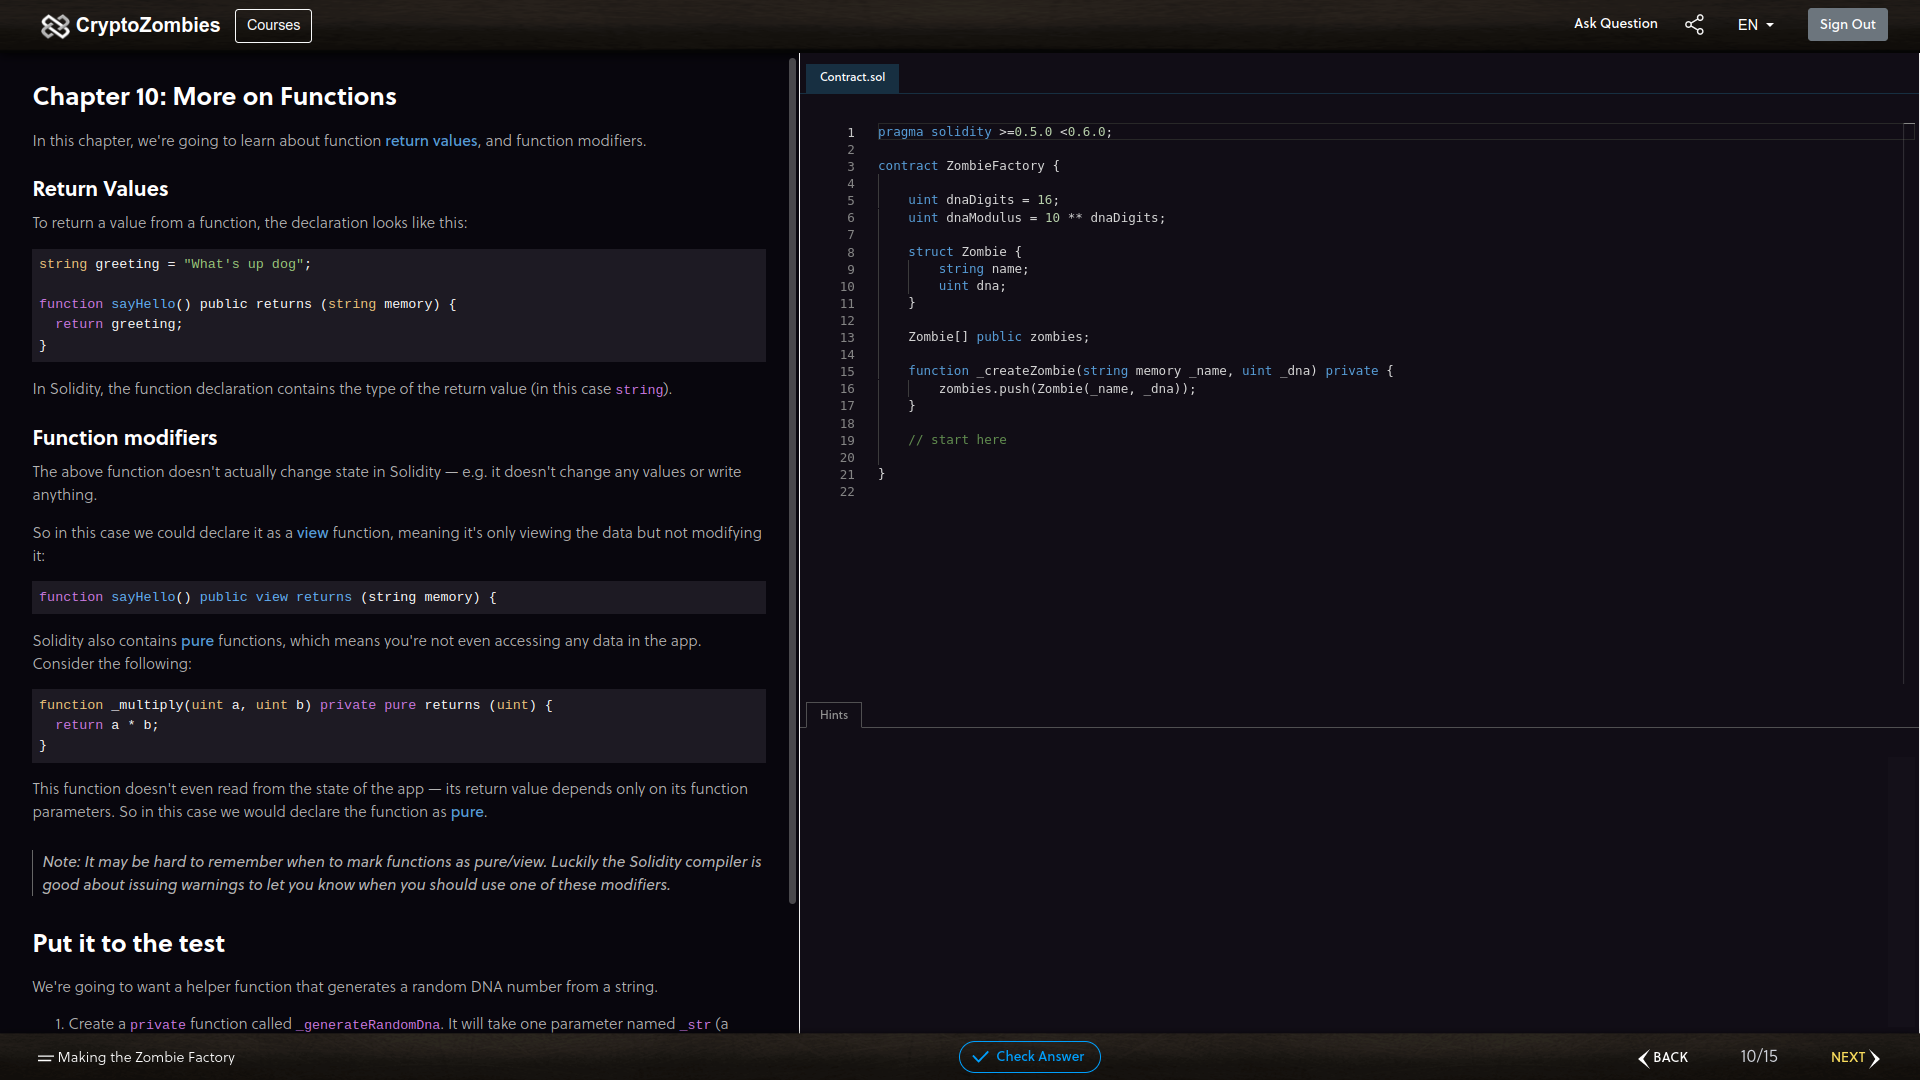 CryptoZombies
Courses
Ask Question
EN
Sign Out
Chapter 10: More on Functions
In this chapter, we're going to learn about function return values, and function modifiers.
Return Values
To return a value from a function, the declaration looks like this:
string greeting = "What's up dog";
function sayHello() public returns (string memory) {
  return greeting;
}
In Solidity, the function declaration contains the type of the return value (in this case string).
Function modifiers
The above function doesn't actually change state in Solidity — e.g. it doesn't change any values or write
anything.
So in this case we could declare it as a view function, meaning it's only viewing the data but not modifying
it:
function sayHello() public view returns (string memory) {
Solidity also contains pure functions, which means you're not even accessing any data in the app.
Consider the following:
function _multiply(uint a, uint b) private pure returns (uint) {
  return a * b;
}
This function doesn't even read from the state of the app — its return value depends only on its function
parameters. So in this case we would declare the function as pure.
Note: It may be hard to remember when to mark functions as pure/view. Luckily the Solidity compiler is
good about issuing warnings to let you know when you should use one of these modifiers.
Put it to the test
We're going to want a helper function that generates a random DNA number from a string.
1. Create a private function called _generateRandomDna. It will take one parameter named _str (a
Contract.sol
1 pragma solidity >=0.5.0 <0.6.0;
2
3 contract ZombieFactory {
4
5     uint dnaDigits = 16;
6     uint dnaModulus = 10 ** dnaDigits;
7
8     struct Zombie {
9         string name;
10         uint dna;
11     }
12
13     Zombie[] public zombies;
14
15     function _createZombie(string memory _name, uint _dna) private {
16         zombies.push(Zombie(_name, _dna));
17     }
18
19     // start here
20
21 }
22
Hints
Making the Zombie Factory
Check Answer
BACK
10/15
NEXT